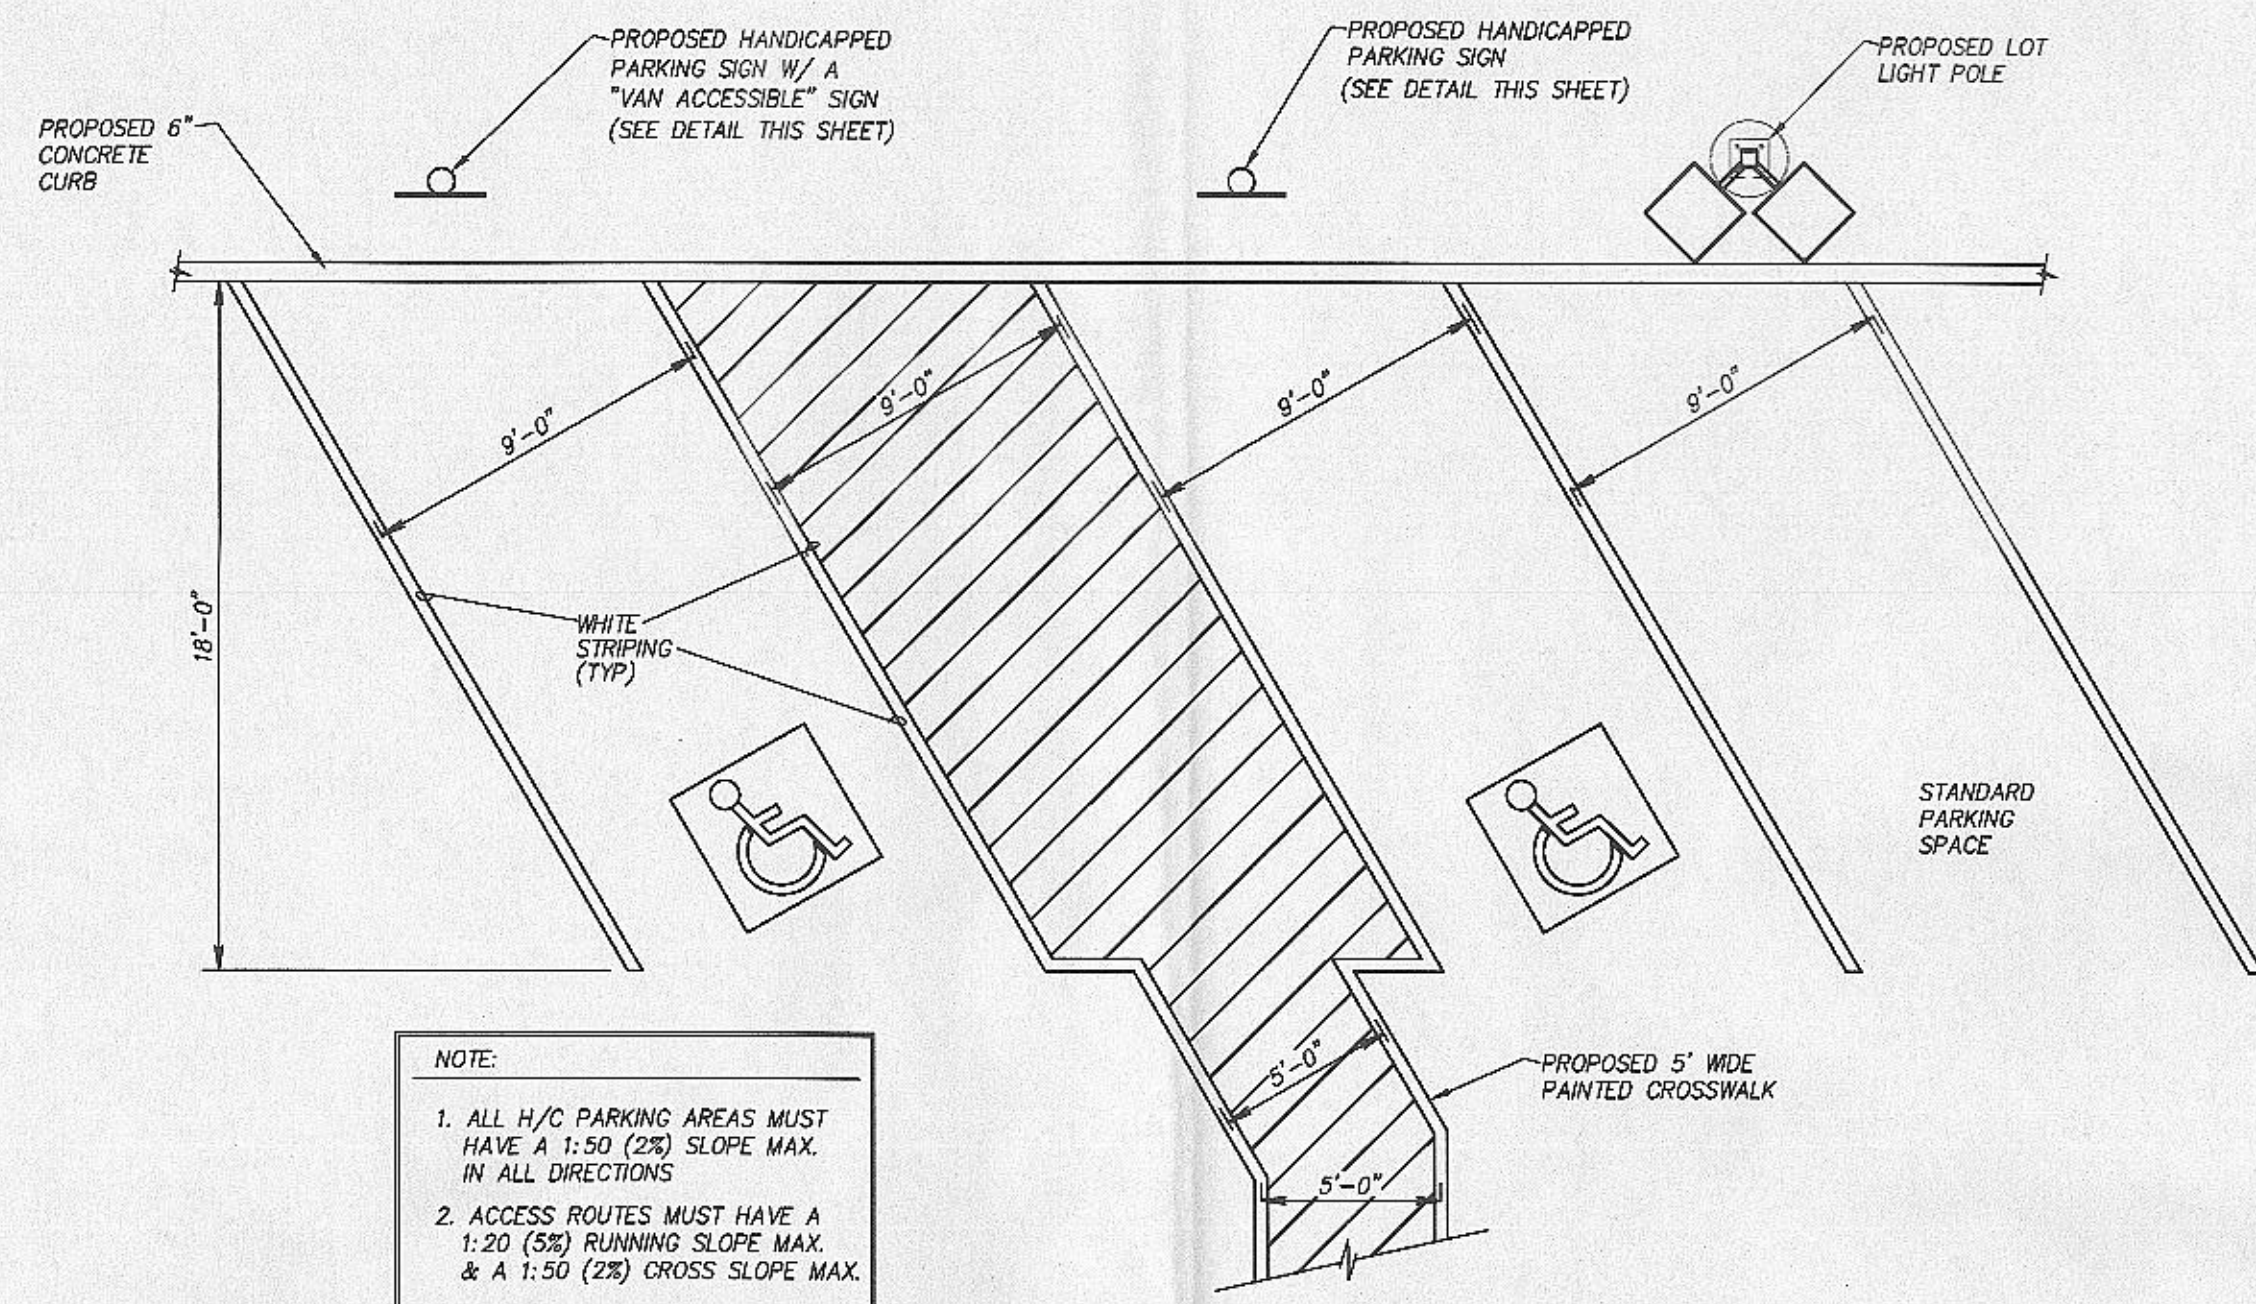 PROPOSED HANDICAPPED
PARKING SIGN W/ A
"VAN ACCESSIBLE" SIGN
(SEE DETAIL THIS SHEET)
PROPOSED HANDICAPPED
PARKING SIGN
(SEE DETAIL THIS SHEET)
PROPOSED LOT
LIGHT POLE
PROPOSED 6"
CONCRETE
CURB
9'-0"
9'-0"
9'-0"
9'-0"
18'-0"
WHITE
STRIPING
(TYP)
STANDARD
PARKING
SPACE
5'-0"
PROPOSED 5' WIDE
PAINTED CROSSWALK
5'-0"
NOTE:
1. ALL H/C PARKING AREAS MUST
HAVE A 1:50 (2%) SLOPE MAX.
IN ALL DIRECTIONS
2. ACCESS ROUTES MUST HAVE A
1:20 (5%) RUNNING SLOPE MAX.
& A 1:50 (2%) CROSS SLOPE MAX.